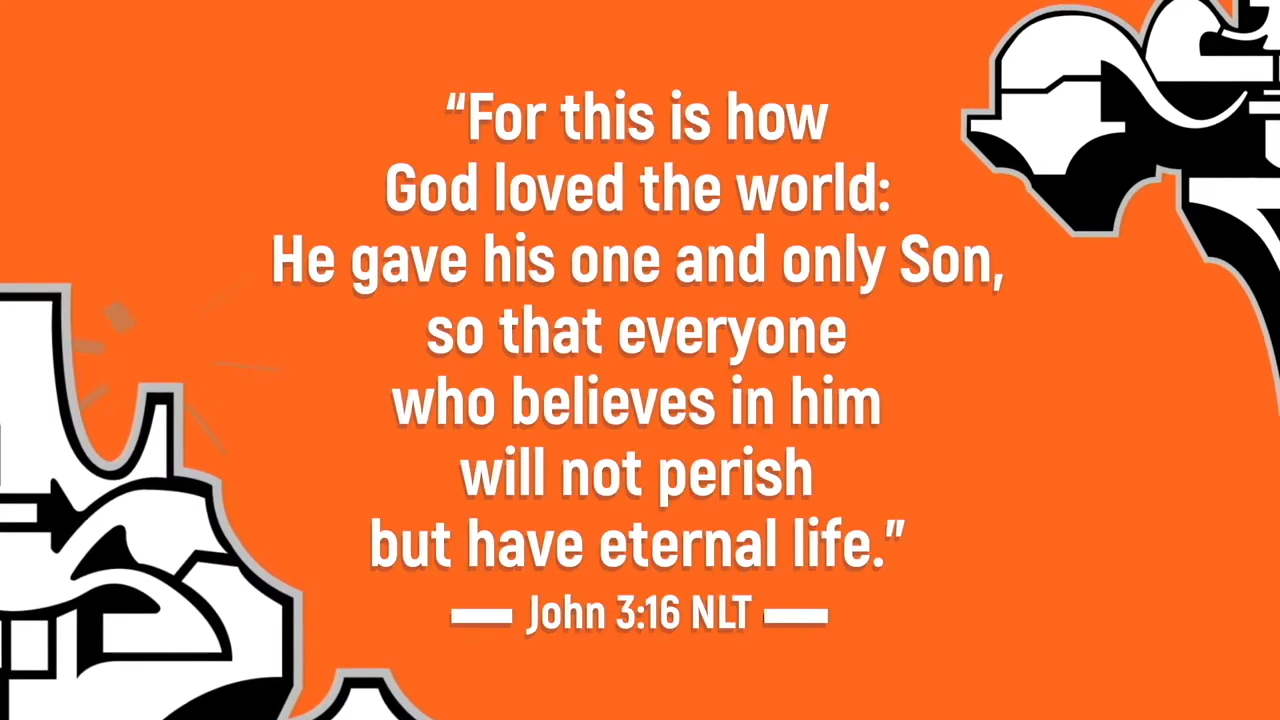 “For this is how
God loved the world:
He gave his one and only Son,
so that everyone
who believes in him
will not perish
but have eternal life.”
John 3:16 NLT